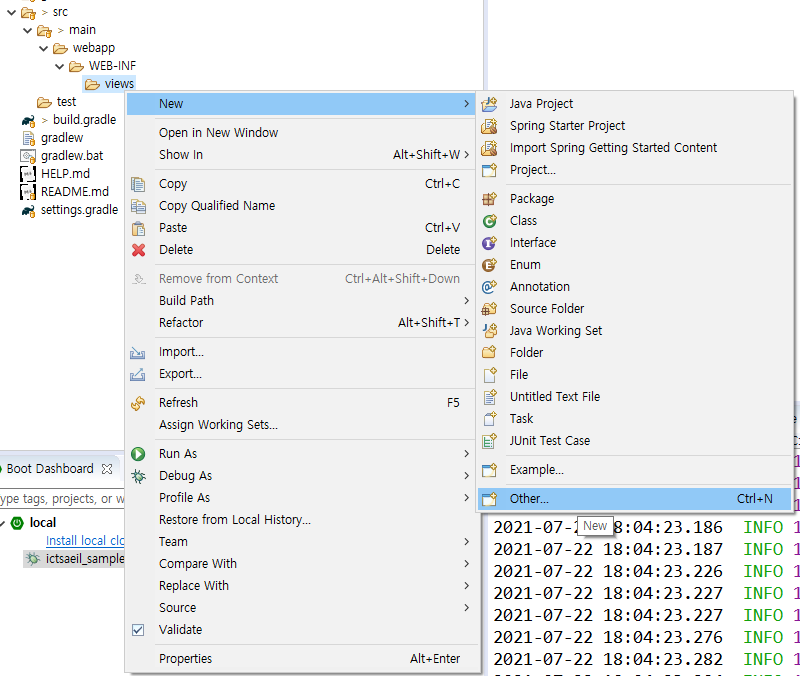 > src
> main
webapp
WEB-INF
views
test
> build.gradle
gradlew
gradlew.bat
HELP.md
README.md
settings.gradle
New
Open in New Window
Show In Alt+Shift+W
Copy Ctrl+C
Copy Qualified Name
Paste Ctrl+V
Delete Delete
Remove from Context Ctrl+Alt+Shift+Down
Build Path
Refactor Alt+Shift+T
Import...
Export...
Refresh F5
Assign Working Sets...
Run As
Debug As
Profile As
Restore from Local History...
Team
Compare With
Replace With
Source
Validate
Properties Alt+Enter
Java Project
Spring Starter Project
Import Spring Getting Started Content
Project...
Package
Class
Interface
Enum
Annotation
Source Folder
Java Working Set
Folder
File
Untitled Text File
Task
JUnit Test Case
Example...
Other... Ctrl+N
New
Boot Dashboard
type tags, projects, or w
local
Install local clo
ictsaeil_sample
2021-07-22 18:04:23.186 INFO 1
2021-07-22 18:04:23.187 INFO 1
2021-07-22 18:04:23.226 INFO 1
2021-07-22 18:04:23.227 INFO 1
2021-07-22 18:04:23.227 INFO 1
2021-07-22 18:04:23.276 INFO 1
2021-07-22 18:04:23.282 INFO 1